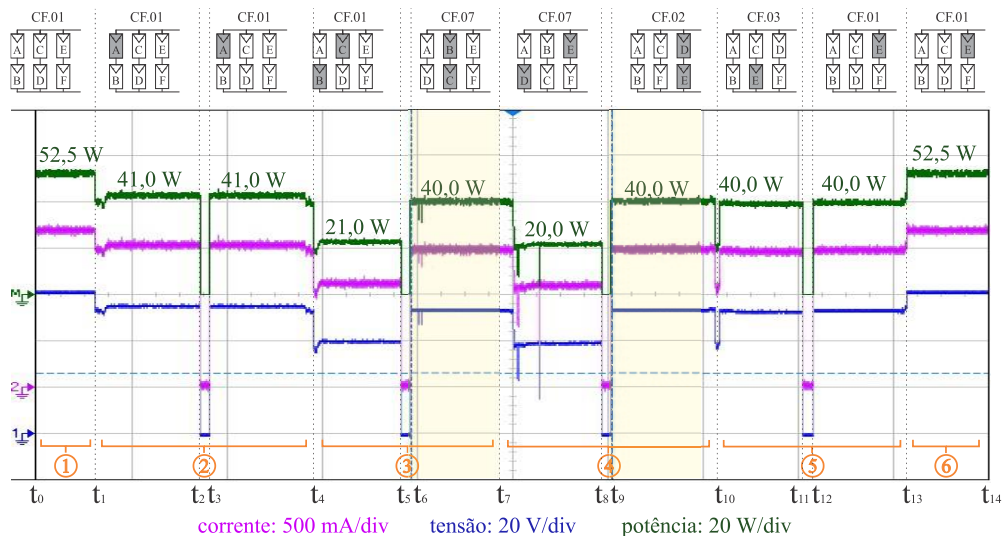 CF.01 CF.01 CF.01 CF.01 CF.07 CF.07 CF.02 CF.03 CF.01 CF.01
A C E A C E A C E A C E A B E A B E A C D A C D A C E A C E
B D F B D F B D F B D F D C F D C F B F E B E F B D F B D F
52,5 W 41,0 W 41,0 W 21,0 W 40,0 W 20,0 W 40,0 W 40,0 W 40,0 W 52,5 W
M
2
1
① ② ③ ④ ⑤ ⑥
t0 t1 t2 t3 t4 t5 t6 t7 t8 t9 t10 t11 t12 t13 t14
corrente: 500 mA/div tensão: 20 V/div potência: 20 W/div